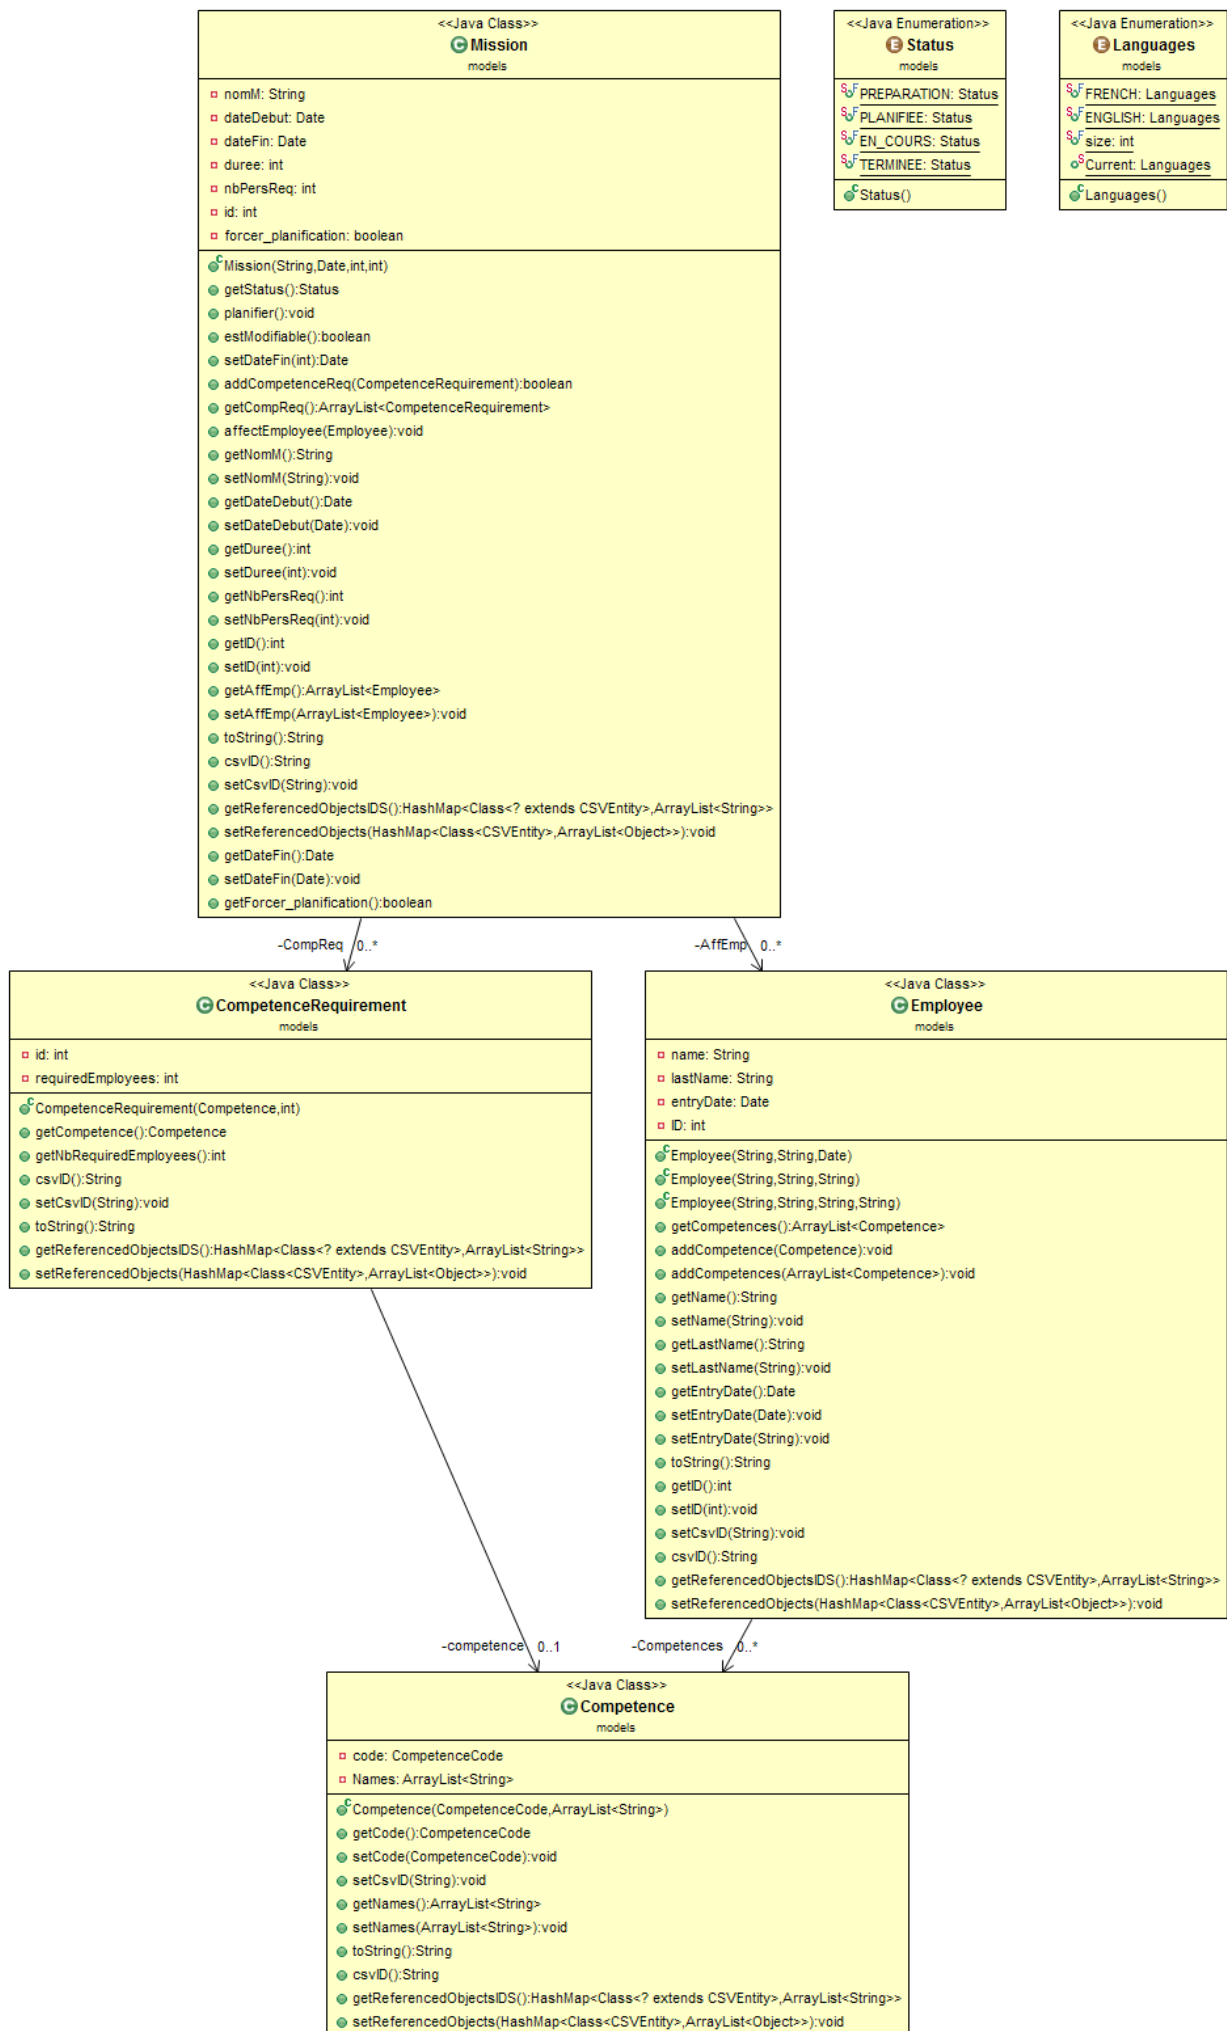 <<Java Class>>
Mission
models
nomM: String
dateDebut: Date
dateFin: Date
duree: int
nbPersReq: int
id: int
forcer_planification: boolean
Mission(String,Date,int,int)
getStatus():Status
planifier():void
estModifiable():boolean
setDateFin(int):Date
addCompetenceReq(CompetenceRequirement):boolean
getCompReq():ArrayList<CompetenceRequirement>
affectEmployee(Employee):void
getNomM():String
setNomM(String):void
getDateDebut():Date
setDateDebut(Date):void
getDuree():int
setDuree(int):void
getNbPersReq():int
setNbPersReq(int):void
getID():int
setID(int):void
getAffEmp():ArrayList<Employee>
setAffEmp(ArrayList<Employee>):void
toString():String
csvID():String
setCsvID(String):void
getReferencedObjectsIDS():HashMap<Class<? extends CSVEntity>,ArrayList<String>>
setReferencedObjects(HashMap<Class<CSVEntity>,ArrayList<Object>>):void
getDateFin():Date
setDateFin(Date):void
getForcer_planification():boolean
<<Java Enumeration>>
Status
models
PREPARATION: Status
PLANIFIEE: Status
EN_COURS: Status
TERMINEE: Status
Status()
<<Java Enumeration>>
Languages
models
FRENCH: Languages
ENGLISH: Languages
size: int
Current: Languages
Languages()
-CompReq 0..*
-AffEmp 0..*
<<Java Class>>
CompetenceRequirement
models
id: int
requiredEmployees: int
CompetenceRequirement(Competence,int)
getCompetence():Competence
getNbRequiredEmployees():int
csvID():String
setCsvID(String):void
toString():String
getReferencedObjectsIDS():HashMap<Class<? extends CSVEntity>,ArrayList<String>>
setReferencedObjects(HashMap<Class<CSVEntity>,ArrayList<Object>>):void
<<Java Class>>
Employee
models
name: String
lastName: String
entryDate: Date
ID: int
Employee(String,String,Date)
Employee(String,String,String)
Employee(String,String,String,String)
getCompetences():ArrayList<Competence>
addCompetence(Competence):void
addCompetences(ArrayList<Competence>):void
getName():String
setName(String):void
getLastName():String
setLastName(String):void
getEntryDate():Date
setEntryDate(Date):void
setEntryDate(String):void
toString():String
getID():int
setID(int):void
setCsvID(String):void
csvID():String
getReferencedObjectsIDS():HashMap<Class<? extends CSVEntity>,ArrayList<String>>
setReferencedObjects(HashMap<Class<CSVEntity>,ArrayList<Object>>):void
-competence 0..1
-Competences 0..*
<<Java Class>>
Competence
models
code: CompetenceCode
Names: ArrayList<String>
Competence(CompetenceCode,ArrayList<String>)
getCode():CompetenceCode
setCode(CompetenceCode):void
setCsvID(String):void
getNames():ArrayList<String>
setNames(ArrayList<String>):void
toString():String
csvID():String
getReferencedObjectsIDS():HashMap<Class<? extends CSVEntity>,ArrayList<String>>
setReferencedObjects(HashMap<Class<CSVEntity>,ArrayList<Object>>):void